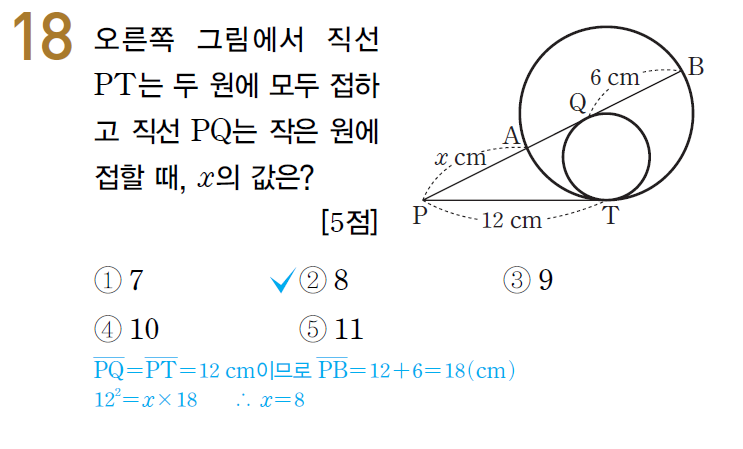 18
오른쪽 그림에서 직선
PT는 두 원에 모두 접하
고 직선 PQ는 작은 원에
접할 때, x의 값은?
[5점]
B
6 cm
Q
A
x cm
P
12 cm
T
① 7
② 8
③ 9
④ 10
⑤ 11
PQ=PT=12 cm이므로 PB=12+6=18(cm)
12²=x×18 ∴ x=8